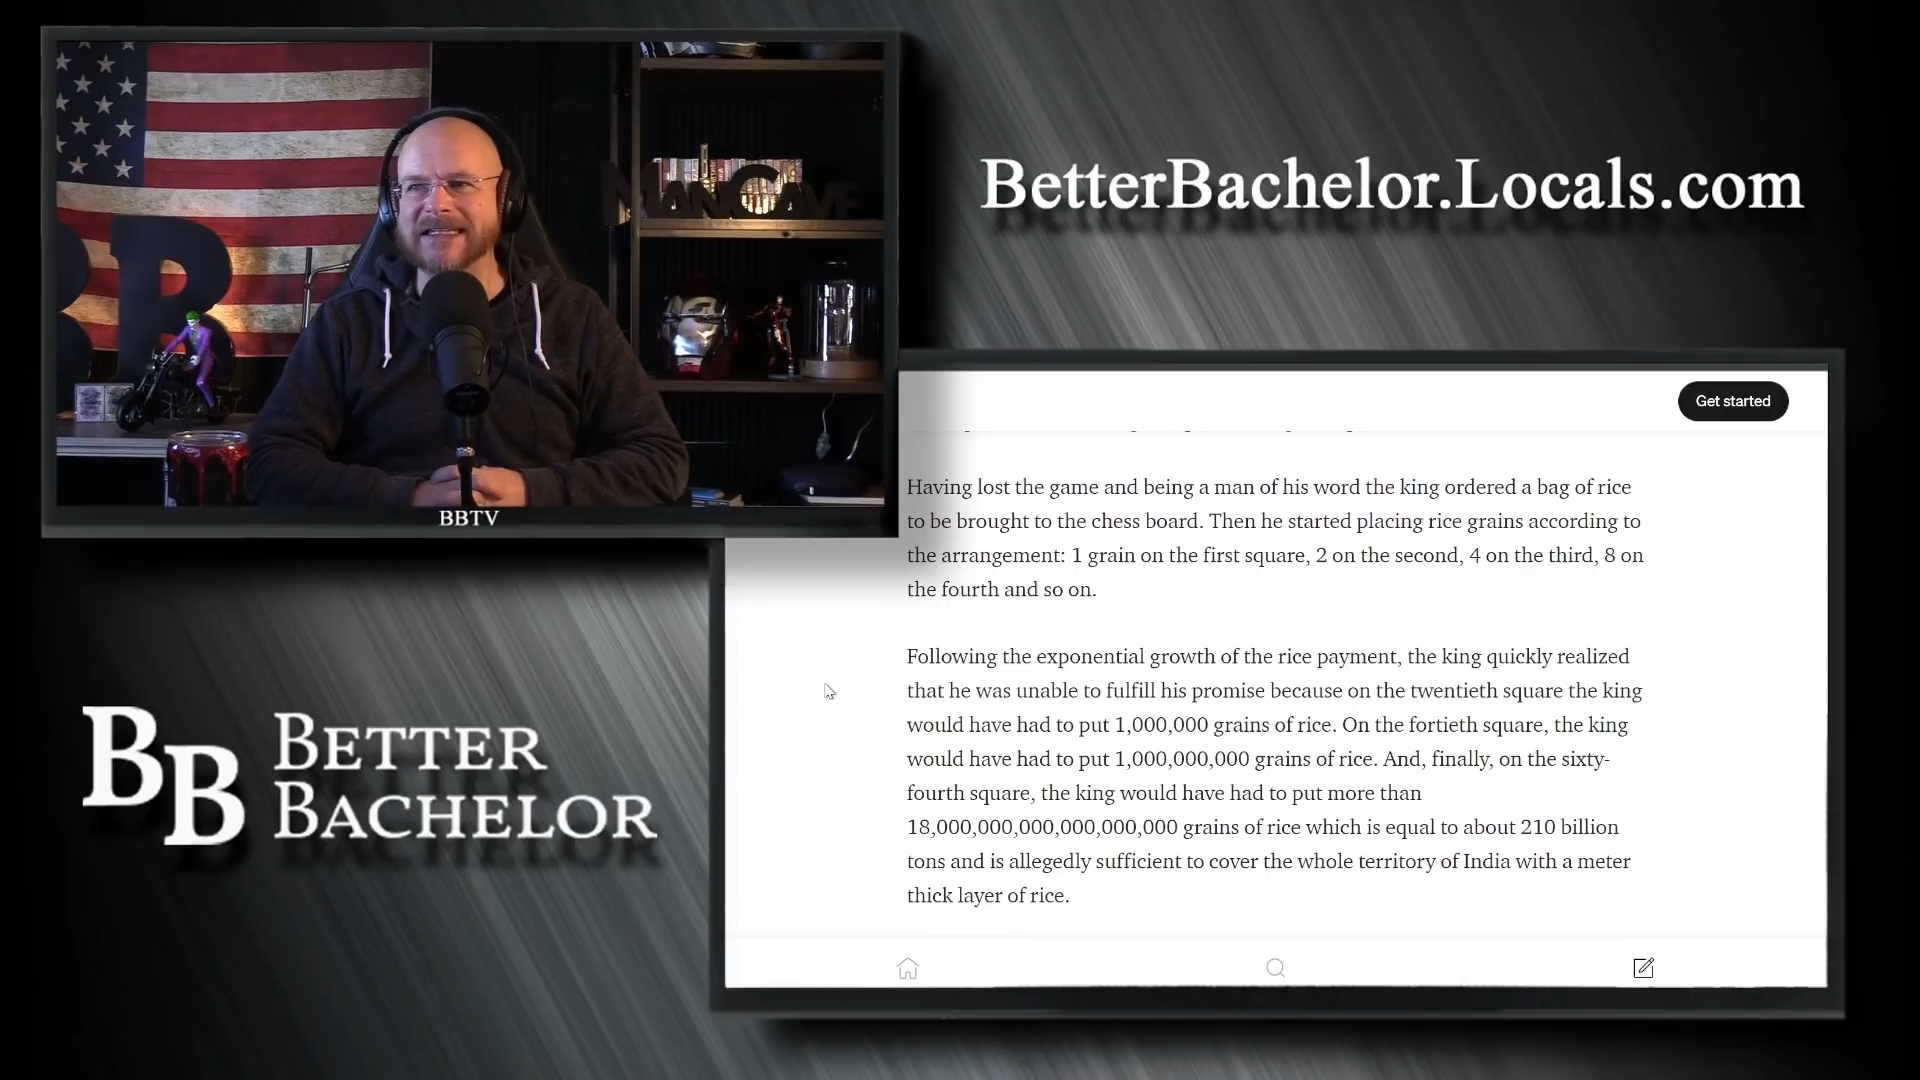 MANCAVE
BBTV
BetterBachelor.Locals.com
Get started
Having lost the game and being a man of his word the king ordered a bag of rice
to be brought to the chess board. Then he started placing rice grains according to
the arrangement: 1 grain on the first square, 2 on the second, 4 on the third, 8 on
the fourth and so on.
Following the exponential growth of the rice payment, the king quickly realized
that he was unable to fulfill his promise because on the twentieth square the king
would have had to put 1,000,000 grains of rice. On the fortieth square, the king
would have had to put 1,000,000,000 grains of rice. And, finally, on the sixty-
fourth square, the king would have had to put more than
18,000,000,000,000,000,000 grains of rice which is equal to about 210 billion
tons and is allegedly sufficient to cover the whole territory of India with a meter
thick layer of rice.
BB
BETTER
BACHELOR